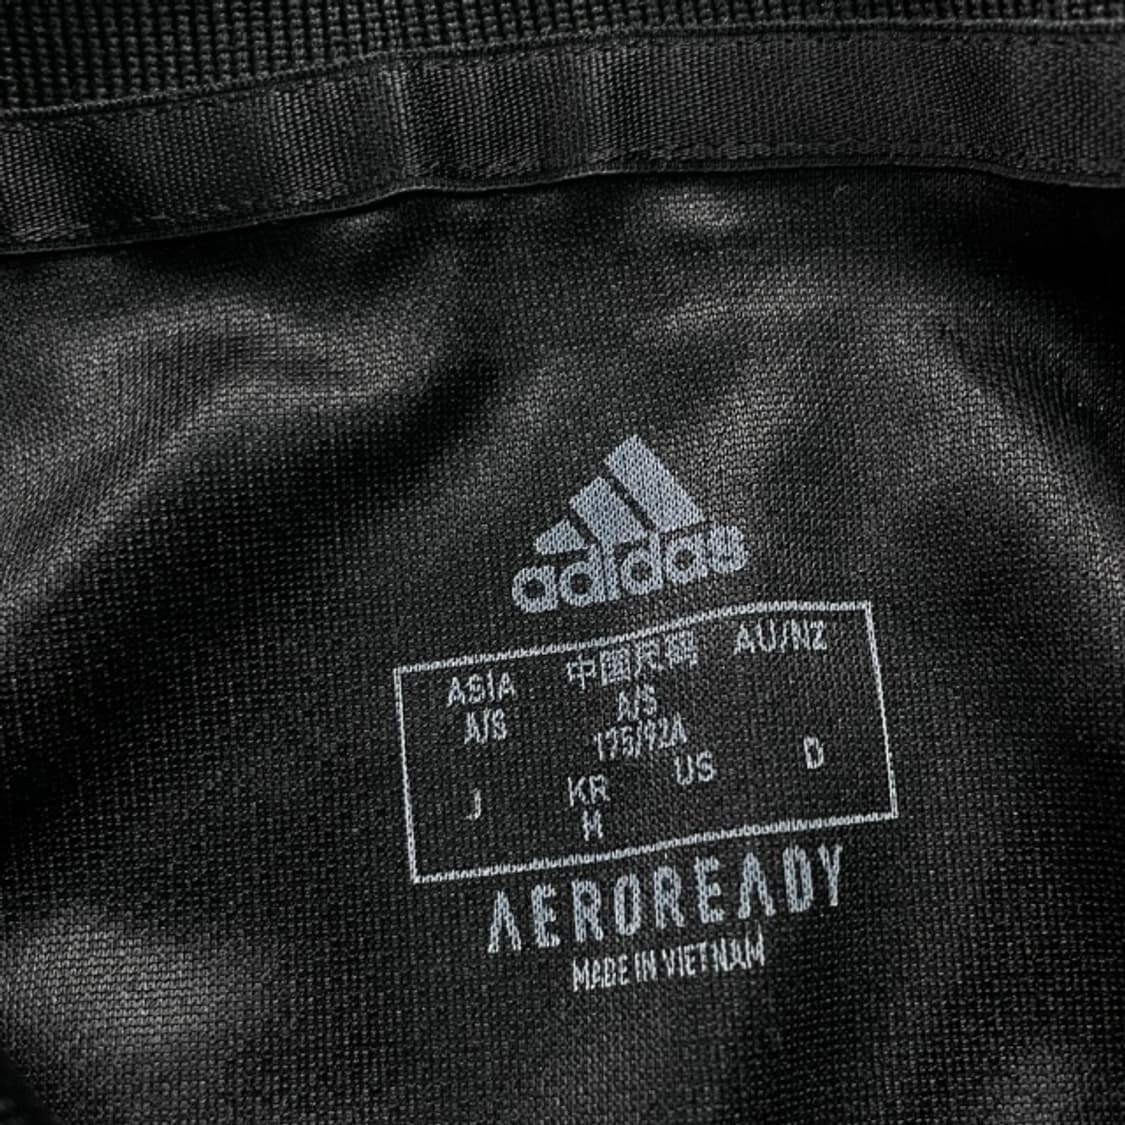 adidas
ASIA 中国尺码 AU/NZ
A/S A/S
175/92A
J KR US D
M
AEROREADY
MADE IN VIETNAM